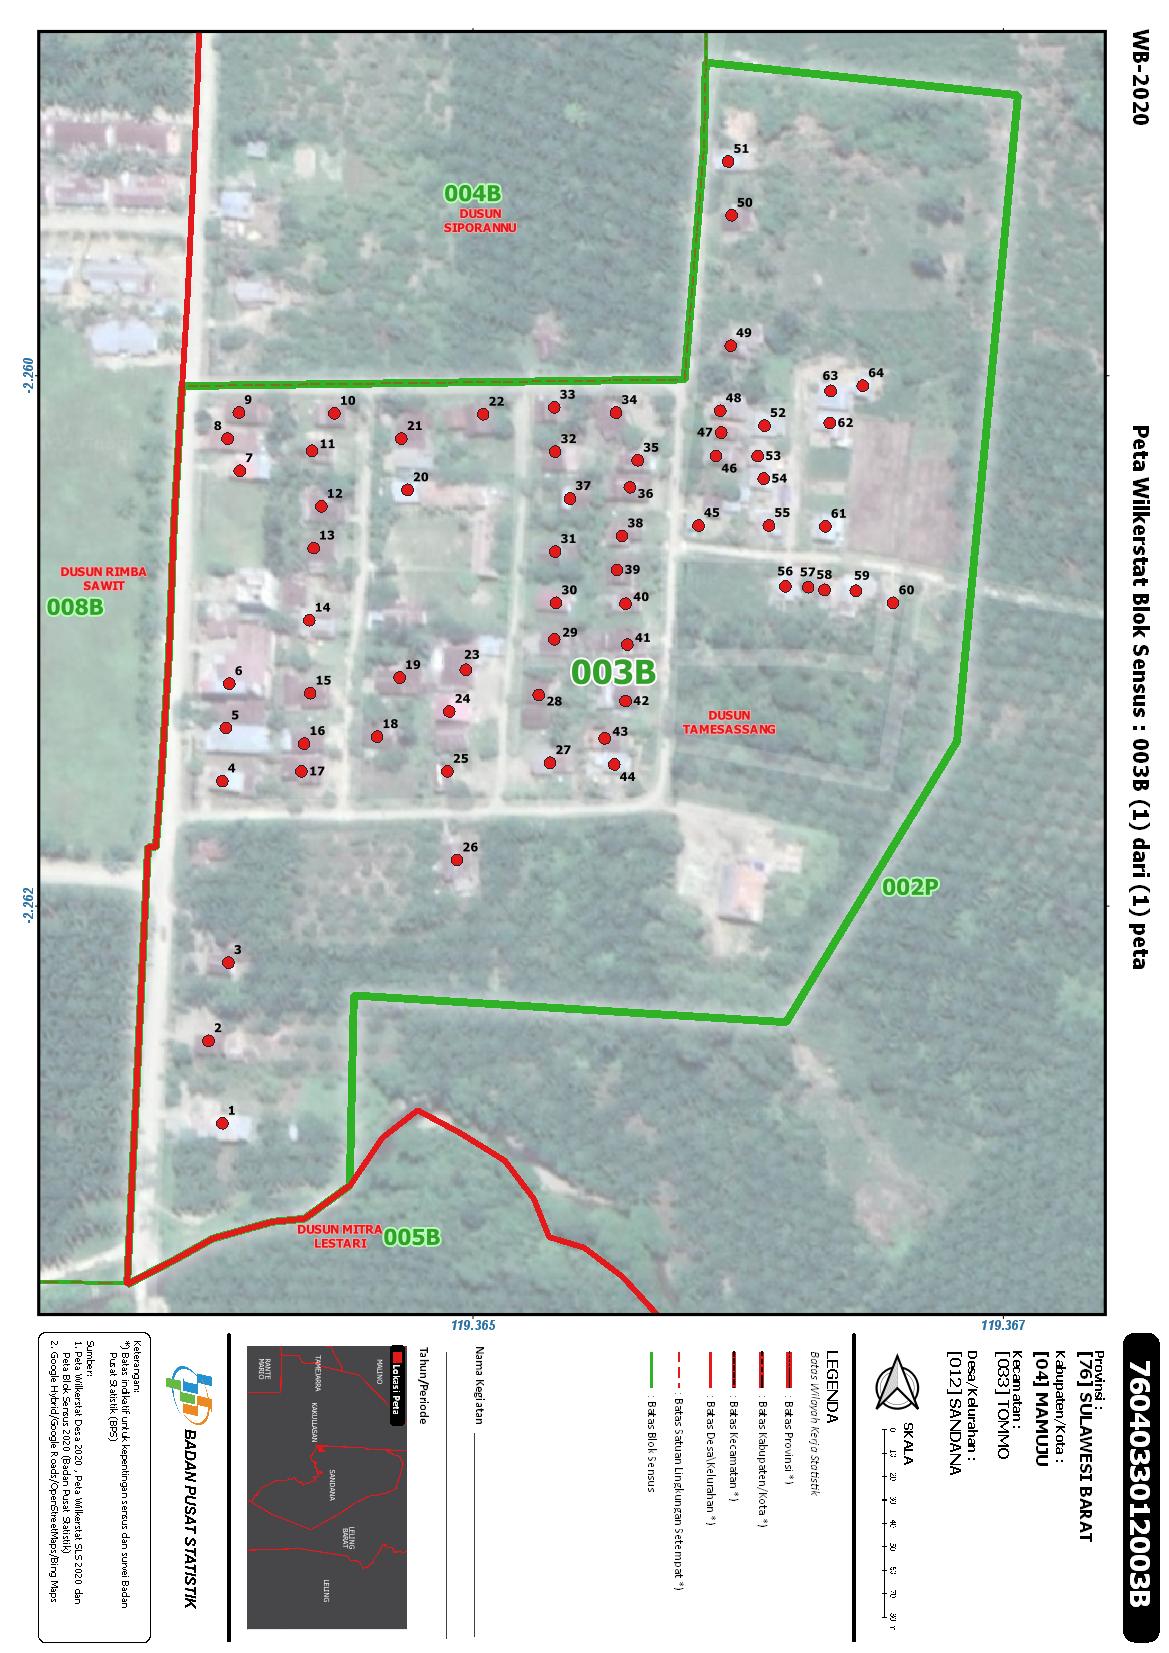 WB-2020
Peta Wilkerstat Blok Sensus : 003B (1) dari (1) peta
004B
DUSUN
SIPORANNU
51
50
49
63
64
48
62
47
52
46
53
54
45
55
61
9
10
22
33
34
8
21
11
32
35
7
20
37
36
12
38
13
31
39
56
57
58
59
60
DUSUN RIMBA
SAWIT
008B
30
40
14
29
41
23
6
19
003B
15
24
28
42
DUSUN
TAMESASSANG
5
16
18
43
27
4
17
25
44
26
002P
3
2
1
DUSUN MITRA
LESTARI
005B
-2.260
-2.262
119.365
119.367
7604033012003B
Provinsi :
[76] SULAWESI BARAT
Kabupaten/Kota :
[04] MAMUJU
Kecamatan :
[033] TOMMO
Desa/Kelurahan :
[012] SANDANA
SKALA
0 10 20 30 40 50 60 70 80
LEGENDA
Batas Wilayah Kerja Statistik
: Batas Provinsi *)
: Batas Kabupaten/Kota *)
: Batas Kecamatan *)
: Batas Desa\Kelurahan *)
: Batas Satuan Lingkungan Setempat *)
: Batas Blok Sensus
Nama Kegiatan
Tahun/Periode
Lokasi Peta
MALINO
TAMEJARRA
RANTE
MARIO
KAKULASAN
SANDANA
LELING
BARAT
LELING
BADAN PUSAT STATISTIK
Keterangan:
*) Batas indikatif untuk kepentingan sensus dan survei Badan
Pusat Statistik (BPS)
Sumber:
1. Peta Wilkerstat Desa 2020 , Peta Wilkerstat SLS 2020 dan
Peta Blok Sensus 2020 (Badan Pusat Statistik)
2. Google Hybrid/Google Roads/OpenStreetMaps/Bing Maps